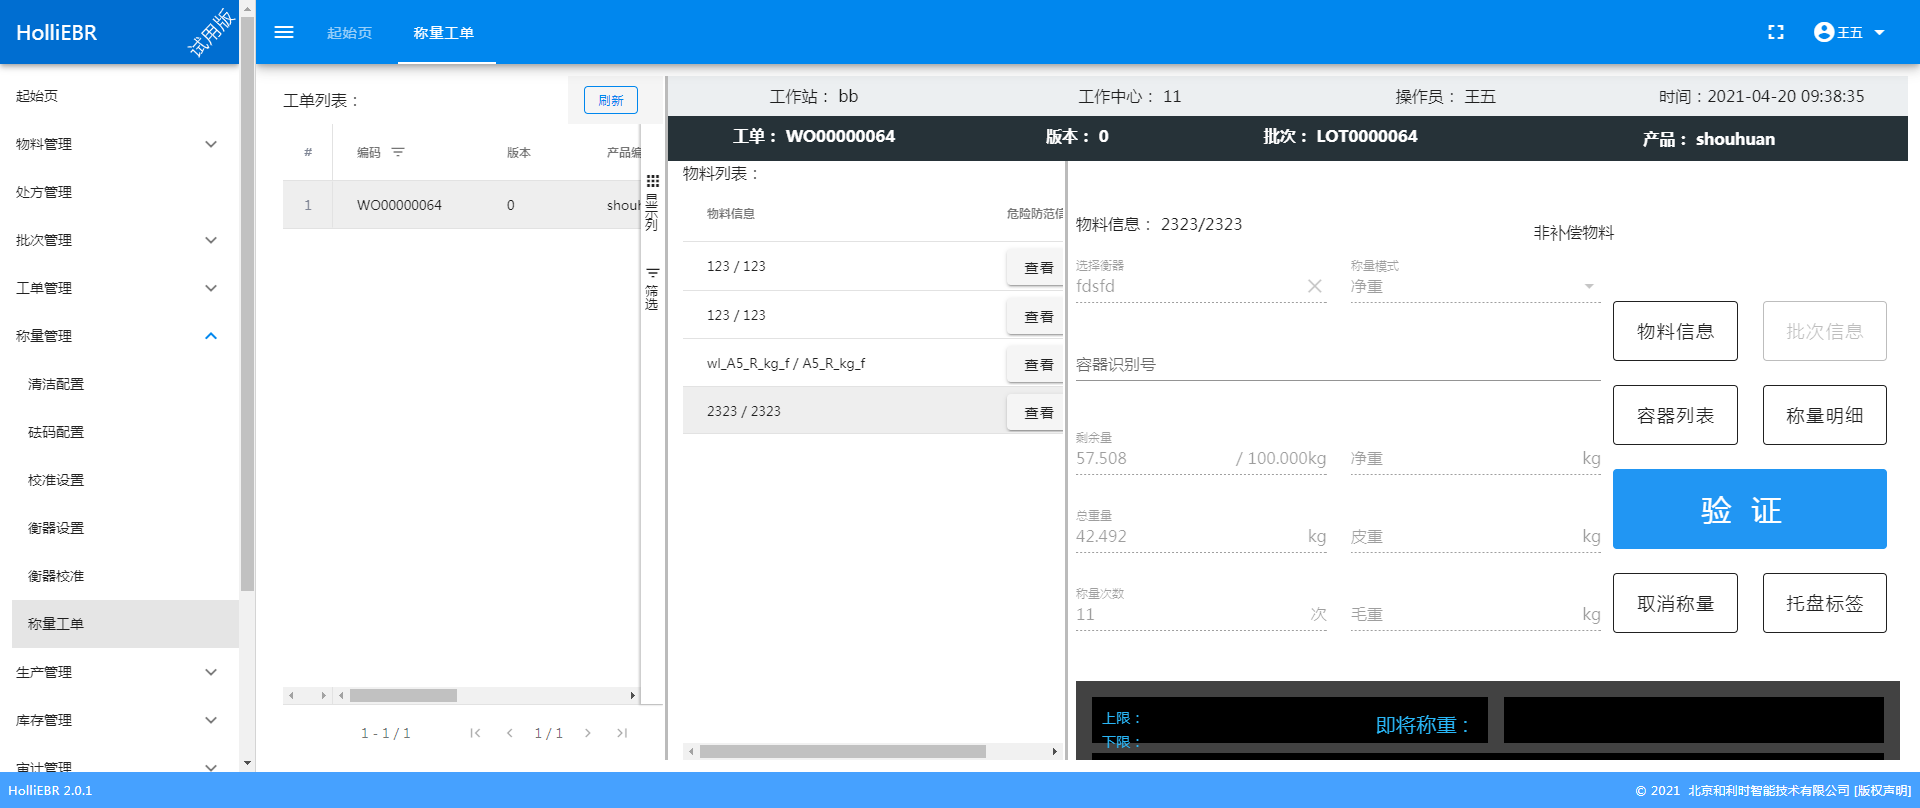 HolliEBR
试用版
起始页
称量工单
王五
起始页
物料管理
处方管理
批次管理
工单管理
称量管理
清洁配置
砝码配置
校准设置
衡器设置
衡器校准
称量工单
生产管理
库存管理
审计管理
工单列表：
刷新
# 编码 版本 产品编
1 WO00000064 0 shouh
显示列
筛选
1 - 1 / 1
1 / 1
工作站： bb 工作中心： 11 操作员： 王五 时间：2021-04-20 09:38:35
工单： WO00000064 版本： 0 批次： LOT0000064 产品： shouhuan
物料列表：
物料信息 危险防范信
123 / 123 查看
123 / 123 查看
wl_A5_R_kg_f / A5_R_kg_f 查看
2323 / 2323 查看
物料信息： 2323/2323
非补偿物料
选择衡器 称量模式
fdsfd 净重
容器识别号
剩余量
57.508 / 100.000kg 净重 kg
总重量
42.492 kg 皮重 kg
称量次数
11 次 毛重 kg
物料信息 批次信息
容器列表 称量明细
验 证
取消称量 托盘标签
上限：
即将称重：
下限：
HolliEBR 2.0.1
© 2021 北京和利时智能技术有限公司 [版权声明]